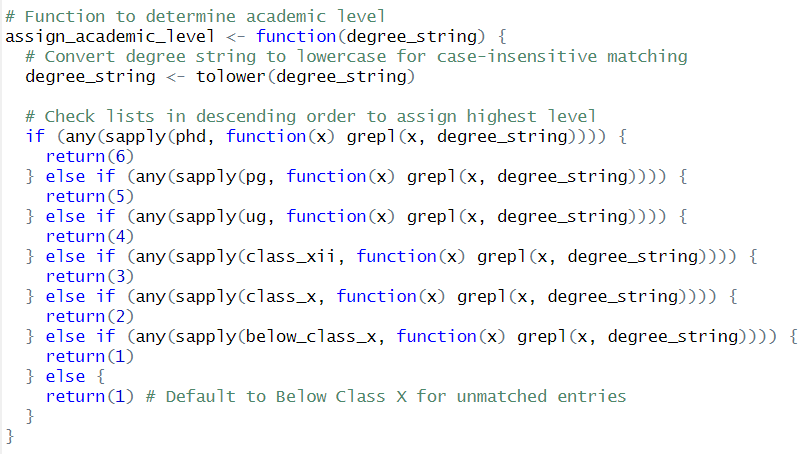 # Function to determine academic level
assign_academic_level <- function(degree_string) {
  # Convert degree string to lowercase for case-insensitive matching
  degree_string <- tolower(degree_string)

  # Check lists in descending order to assign highest level
  if (any(sapply(phd, function(x) grepl(x, degree_string)))) {
    return(6)
  } else if (any(sapply(pg, function(x) grepl(x, degree_string)))) {
    return(5)
  } else if (any(sapply(ug, function(x) grepl(x, degree_string)))) {
    return(4)
  } else if (any(sapply(class_xii, function(x) grepl(x, degree_string)))) {
    return(3)
  } else if (any(sapply(class_x, function(x) grepl(x, degree_string)))) {
    return(2)
  } else if (any(sapply(below_class_x, function(x) grepl(x, degree_string)))) {
    return(1)
  } else {
    return(1) # Default to Below Class X for unmatched entries
  }
}